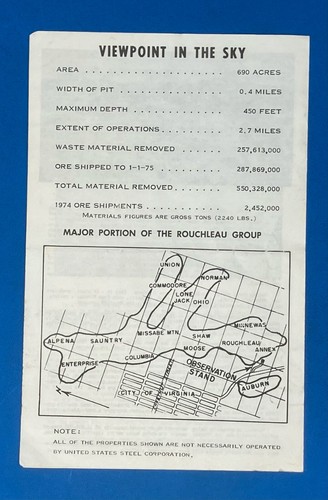 VIEWPOINT IN THE SKY
AREA . . . . . . . . . . . . . . . . . 690 ACRES
WIDTH OF PIT . . . . . . . . . . . . 0.4 MILES
MAXIMUM DEPTH . . . . . . . . . . . 450 FEET
EXTENT OF OPERATIONS . . . . . . . . 2.7 MILES
WASTE MATERIAL REMOVED . . . . . . 257,613,000
ORE SHIPPED TO 1-1-75 . . . . . . . 287,869,000
TOTAL MATERIAL REMOVED . . . . . . 550,328,000
1974 ORE SHIPMENTS . . . . . . . . . 2,452,000
MATERIALS FIGURES ARE GROSS TONS (2240 LBS.)
MAJOR PORTION OF THE ROUCHLEAU GROUP
UNION
NORMAN
COMMODORE
LONE
JACK
OHIO
MINNEWAS
MISSABE MTN.
SHAW
ROUCHLEAU
ALPENA
SAUNTRY
MOOSE
ANNEX
COLUMBIA
ENTERPRISE
OBSERVATION
STAND
AUBURN
CITY OF VIRGINIA
NOTE:
ALL OF THE PROPERTIES SHOWN ARE NOT NECESSARILY OPERATED
BY UNITED STATES STEEL CORPORATION.